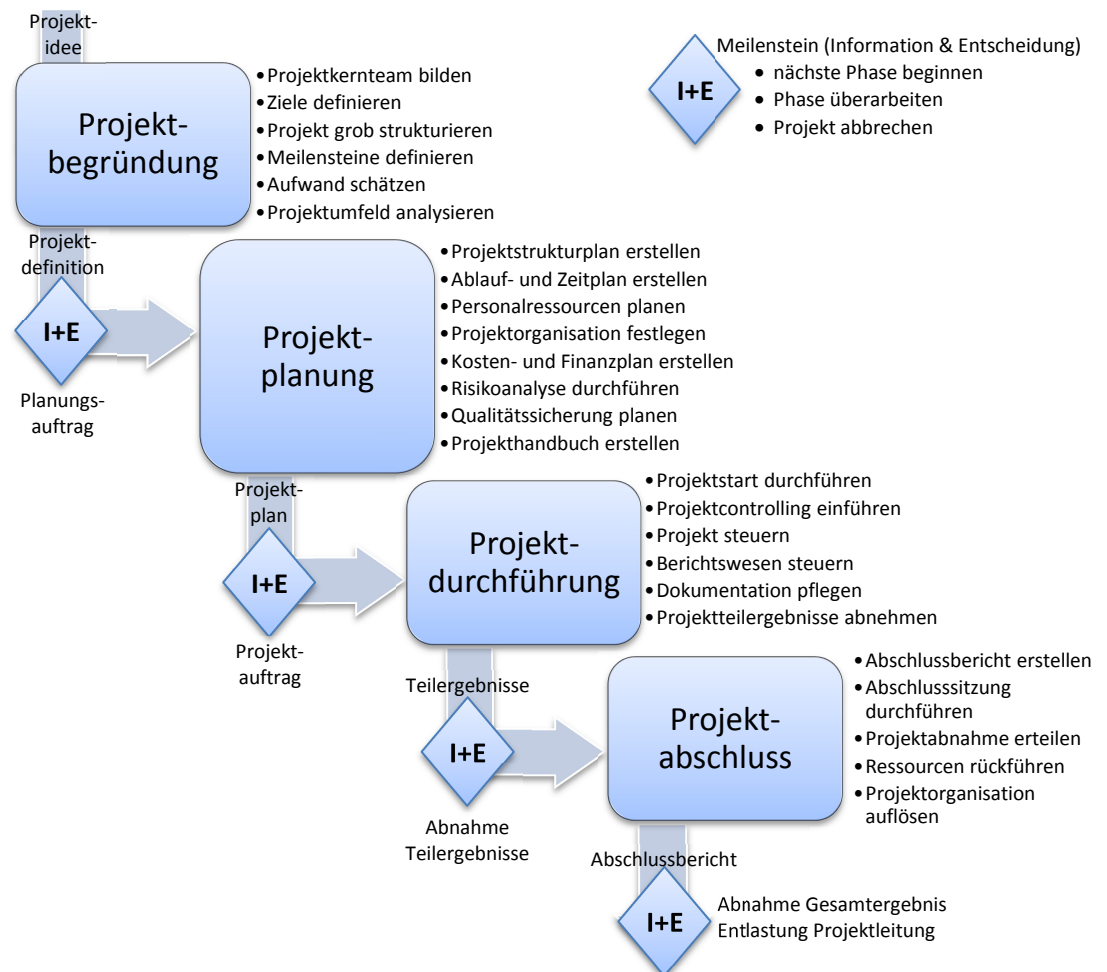 Projekt-
idee
Projekt-
begründung
•Projektkernteam bilden
•Ziele definieren
•Projekt grob strukturieren
•Meilensteine definieren
•Aufwand schätzen
•Projektumfeld analysieren
I+E
Meilenstein (Information & Entscheidung)
• nächste Phase beginnen
• Phase überarbeiten
• Projekt abbrechen
Projekt-
definition
I+E
Planungs-
auftrag
Projekt-
planung
•Projektstrukturplan erstellen
•Ablauf- und Zeitplan erstellen
•Personalressourcen planen
•Projektorganisation festlegen
•Kosten- und Finanzplan erstellen
•Risikoanalyse durchführen
•Qualitätssicherung planen
•Projekthandbuch erstellen
Projekt-
plan
I+E
Projekt-
auftrag
Projekt-
durchführung
•Projektstart durchführen
•Projektcontrolling einführen
•Projekt steuern
•Berichtswesen steuern
•Dokumentation pflegen
•Projektteilergebnisse abnehmen
Teilergebnisse
I+E
Abnahme
Teilergebnisse
Projekt-
abschluss
•Abschlussbericht erstellen
•Abschlusssitzung
durchführen
•Projektabnahme erteilen
•Ressourcen rückführen
•Projektorganisation
auflösen
Abschlussbericht
I+E
Abnahme Gesamtergebnis
Entlastung Projektleitung